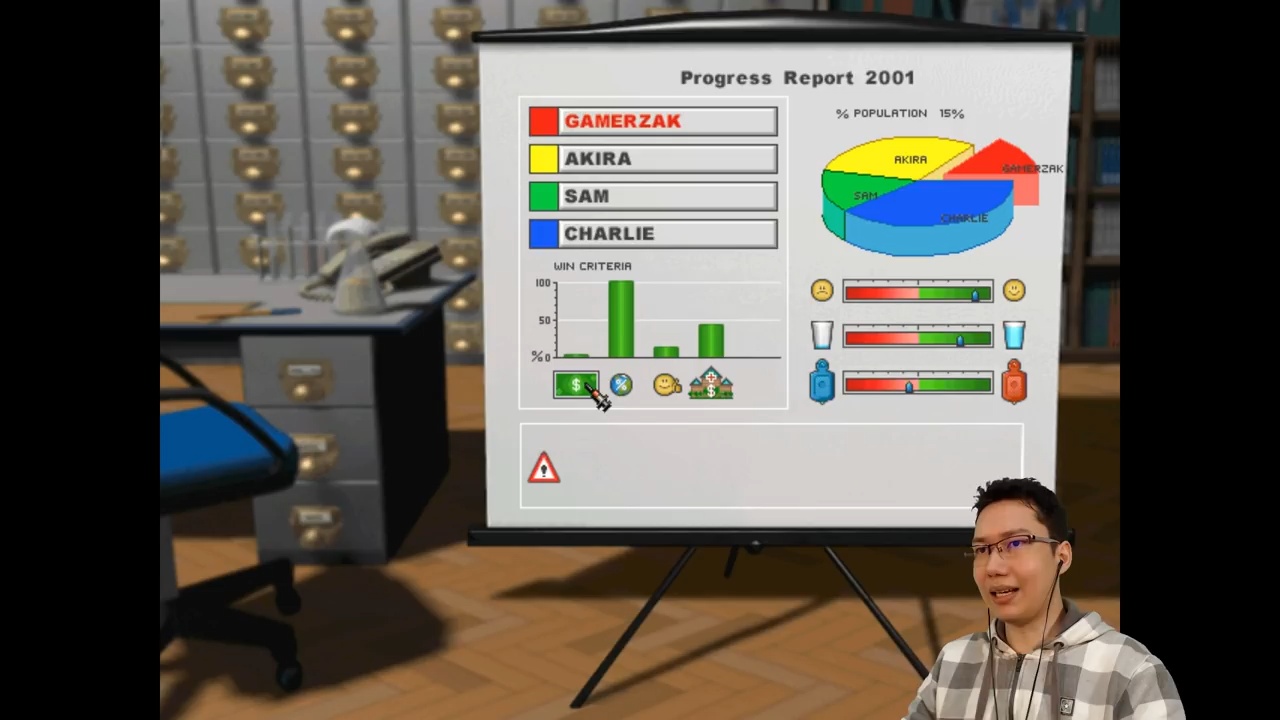 Progress Report 2001
GAMERZAK
AKIRA
SAM
CHARLIE
WIN CRITERIA
100
50
%0
$
%
$
% POPULATION 15%
AKIRA
GAMERZAK
SAM
CHARLIE
!